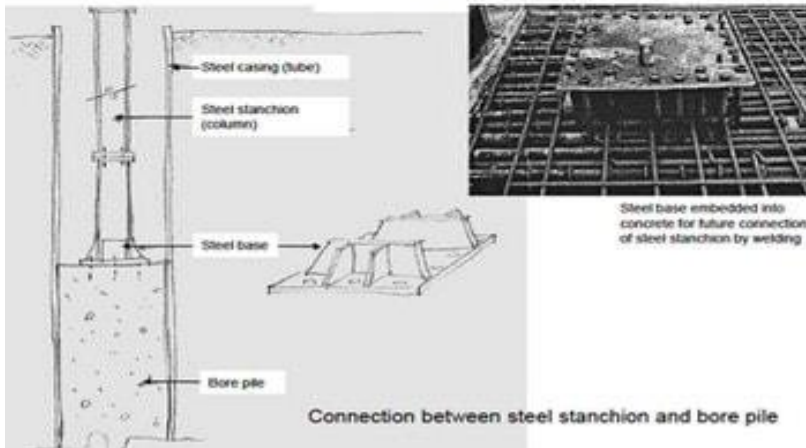 Steel casing (tube)
Steel stanchion
(column)
Steel base
Bore pile
Steel base embedded into
concrete for future connection
of steel stanchion by welding
Connection between steel stanchion and bore pile